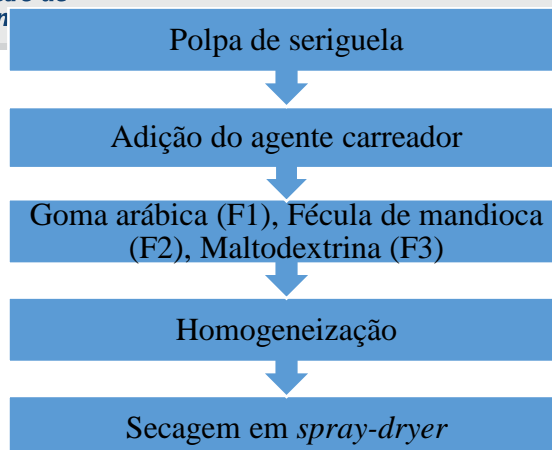 Polpa de seriguela
Adição do agente carreador
Goma arábica (F1), Fécula de mandioca
(F2), Maltodextrina (F3)
Homogeneização
Secagem em spray-dryer